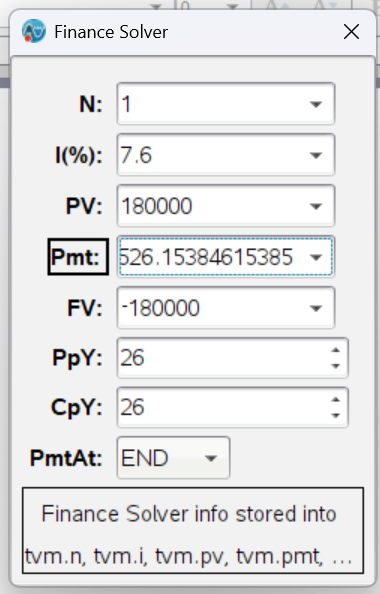 Finance Solver
N: 1
I(%): 7.6
PV: 180000
Pmt: 526.15384615385
FV: -180000
PpY: 26
CpY: 26
PmtAt: END
Finance Solver info stored into
tvm.n, tvm.i, tvm.pv, tvm.pmt, ...